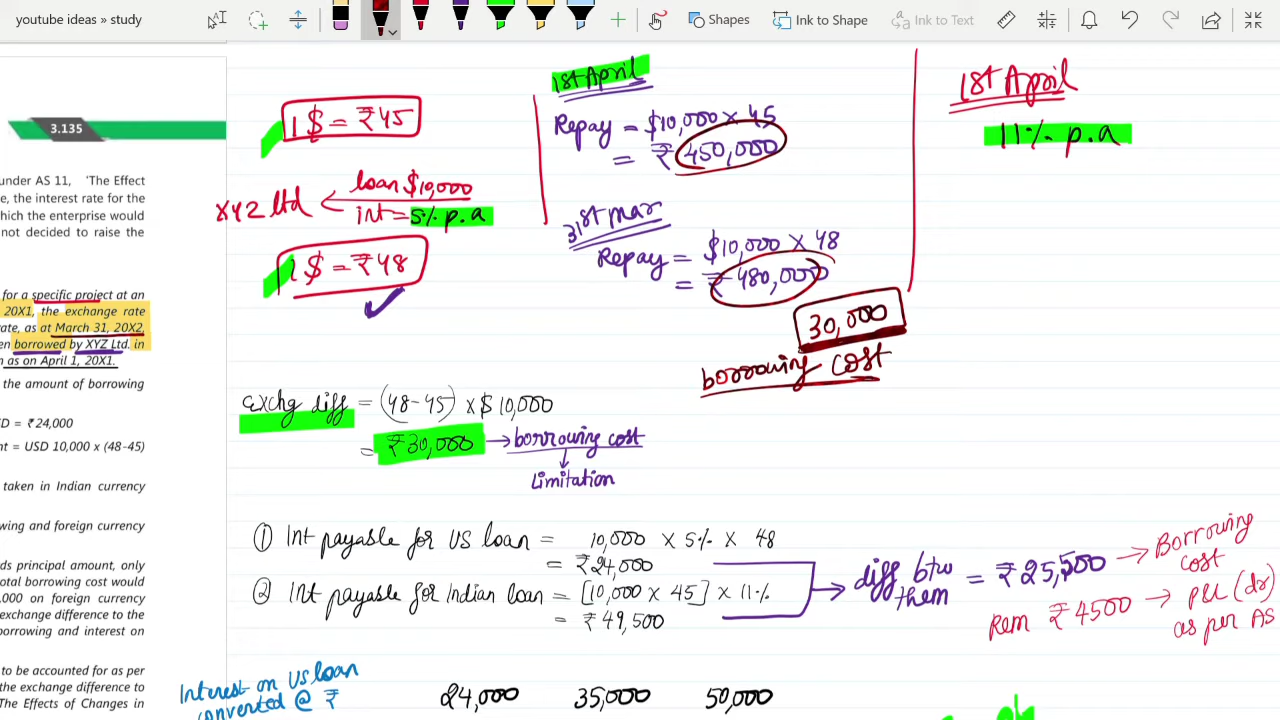 youtube ideas » study
Shapes
Ink to Shape
Ink to Text
3.135
under AS 11, 'The Effect
e, the interest rate for the
hich the enterprise would
not decided to raise the
for a specific project at an
20X1, the exchange rate
rate, as at March 31, 20X2,
en borrowed by XYZ Ltd. in
n as on April 1, 20X1.
the amount of borrowing
D = ₹24,000
nt = USD 10,000 x (48-45)
taken in Indian currency
wing and foreign currency
ds principal amount, only
otal borrowing cost would
,000 on foreign currency
exchange difference to the
orrowing and interest on
to be accounted for as per
the exchange difference to
The Effects of Changes in
1 $ = ₹45
XYZ Ltd ← loan $10,000
int = 5% p.a
1 $ = ₹48
1st April
Repay = $10,000 x 45
= ₹ 450,000
31st mar
Repay = $10,000 x 48
= ₹ 480,000
30,000
borrowing cost
1st April
11% p.a
exchg diff = (48-45) x $ 10,000
= ₹30,000 → borrowing cost
Limitation
① Int payable for US loan = 10,000 x 5% x 48
= ₹24,000
② Int payable for Indian loan = [10,000 x 45] x 11%
= ₹49,500
diff btw
them
= ₹25,500 → Borrowing
cost
Rem ₹4500 → P&L (dr)
as per AS
Interest on US loan
converted @ ₹
24,000 35,000 50,000